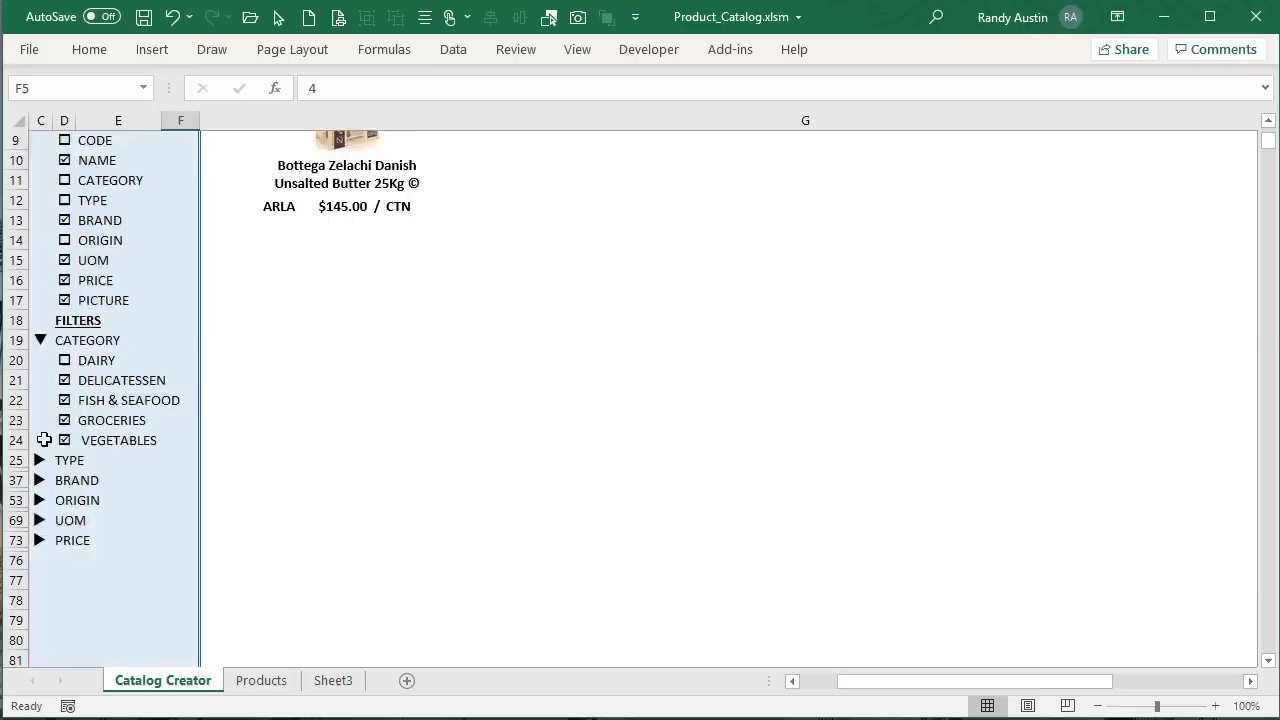 AutoSave Off Product_Catalog.xlsm Randy Austin RA
File Home Insert Draw Page Layout Formulas Data Review View Developer Add-ins Help Share Comments
F5 fx 4
C D E F G
9 CODE
10 NAME
11 CATEGORY
12 TYPE
13 BRAND
14 ORIGIN
15 UOM
16 PRICE
17 PICTURE
18 FILTERS
19 CATEGORY
20 DAIRY
21 DELICATESSEN
22 FISH & SEAFOOD
23 GROCERIES
24 VEGETABLES
25 TYPE
37 BRAND
53 ORIGIN
69 UOM
73 PRICE
76
77
78
79
80
81
Bottega Zelachi Danish
Unsalted Butter 25Kg ©
ARLA $145.00 / CTN
Catalog Creator Products Sheet3
Ready 100%